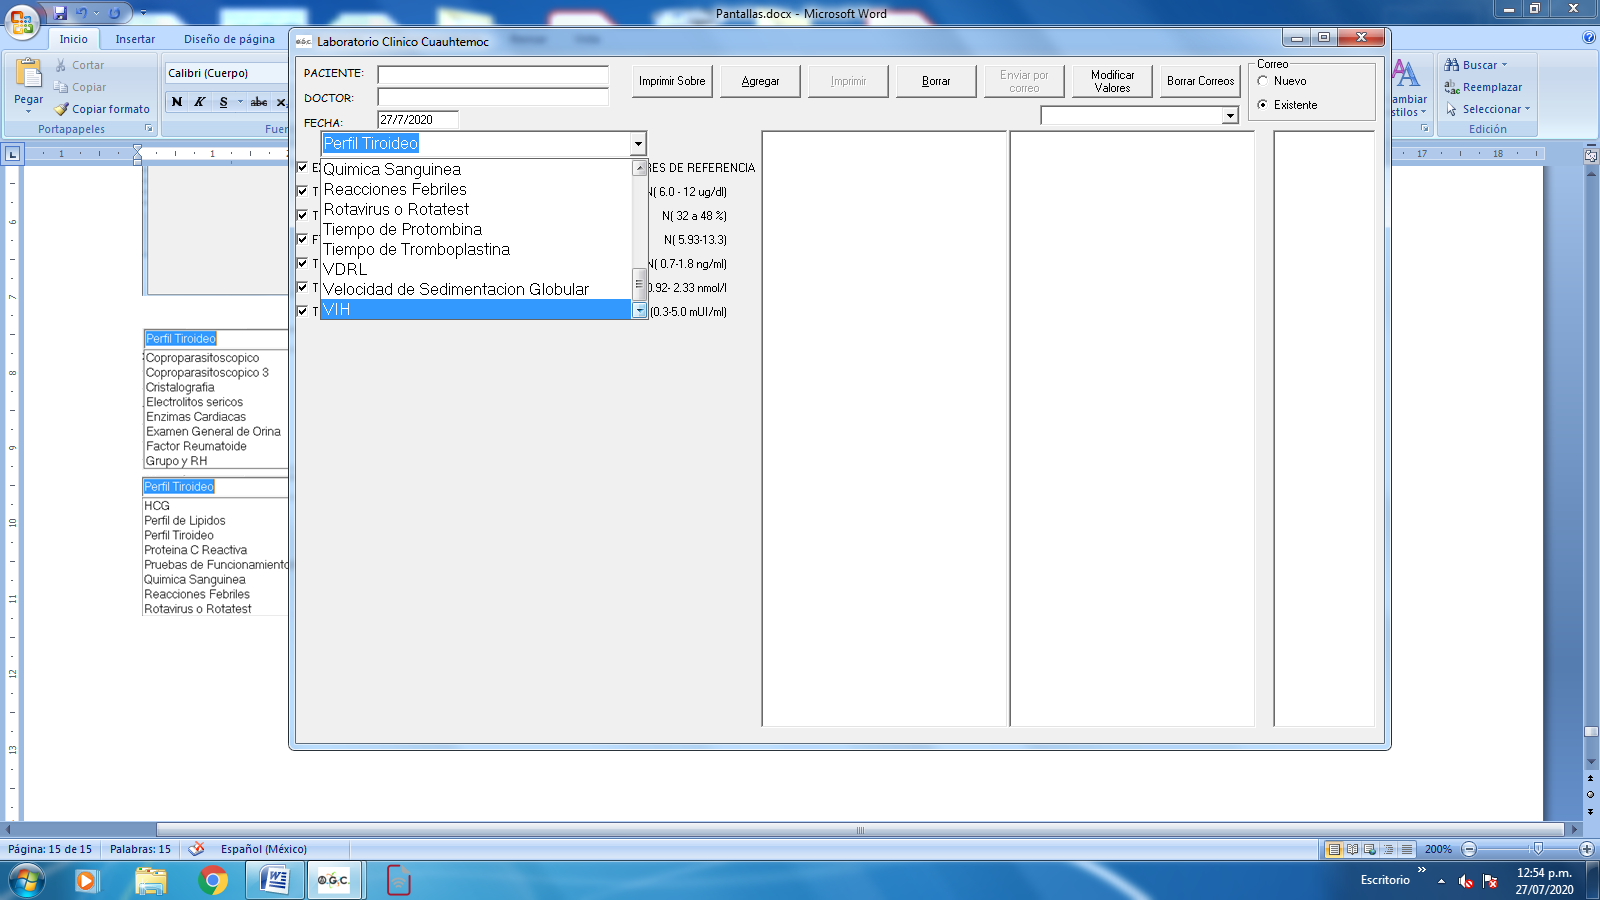 Pantallas.docx - Microsoft Word
Inicio
Insertar
Diseño de página
Cortar
Copiar
Copiar formato
Pegar
Portapapeles
Calibri (Cuerpo)
N K S abc
Buscar
Reemplazar
Seleccionar
Edición
Laboratorio Clinico Cuauhtemoc
PACIENTE:
DOCTOR:
FECHA:
27/7/2020
Imprimir Sobre
Agregar
Imprimir
Borrar
Enviar por
correo
Modificar
Valores
Borrar Correos
Correo
Nuevo
Existente
Perfil Tiroideo
Quimica Sanguinea
Reacciones Febriles
Rotavirus o Rotatest
Tiempo de Protombina
Tiempo de Tromboplastina
VDRL
Velocidad de Sedimentacion Globular
VIH
RES DE REFERENCIA
N( 6.0 - 12 ug/dl)
N( 32 a 48 %)
N( 5.93-13.3)
N( 0.7-1.8 ng/ml)
0.92- 2.33 nmol/l
(0.3-5.0 mUI/ml)
Perfil Tiroideo
Coproparasitoscopico
Coproparasitoscopico 3
Cristalografia
Electrolitos sericos
Enzimas Cardiacas
Examen General de Orina
Factor Reumatoide
Grupo y RH
Perfil Tiroideo
HCG
Perfil de Lipidos
Perfil Tiroideo
Proteina C Reactiva
Pruebas de Funcionamiento
Quimica Sanguinea
Reacciones Febriles
Rotavirus o Rotatest
Página: 15 de 15
Palabras: 15
Español (México)
200%
O.G.C.
Escritorio
12:54 p.m.
27/07/2020